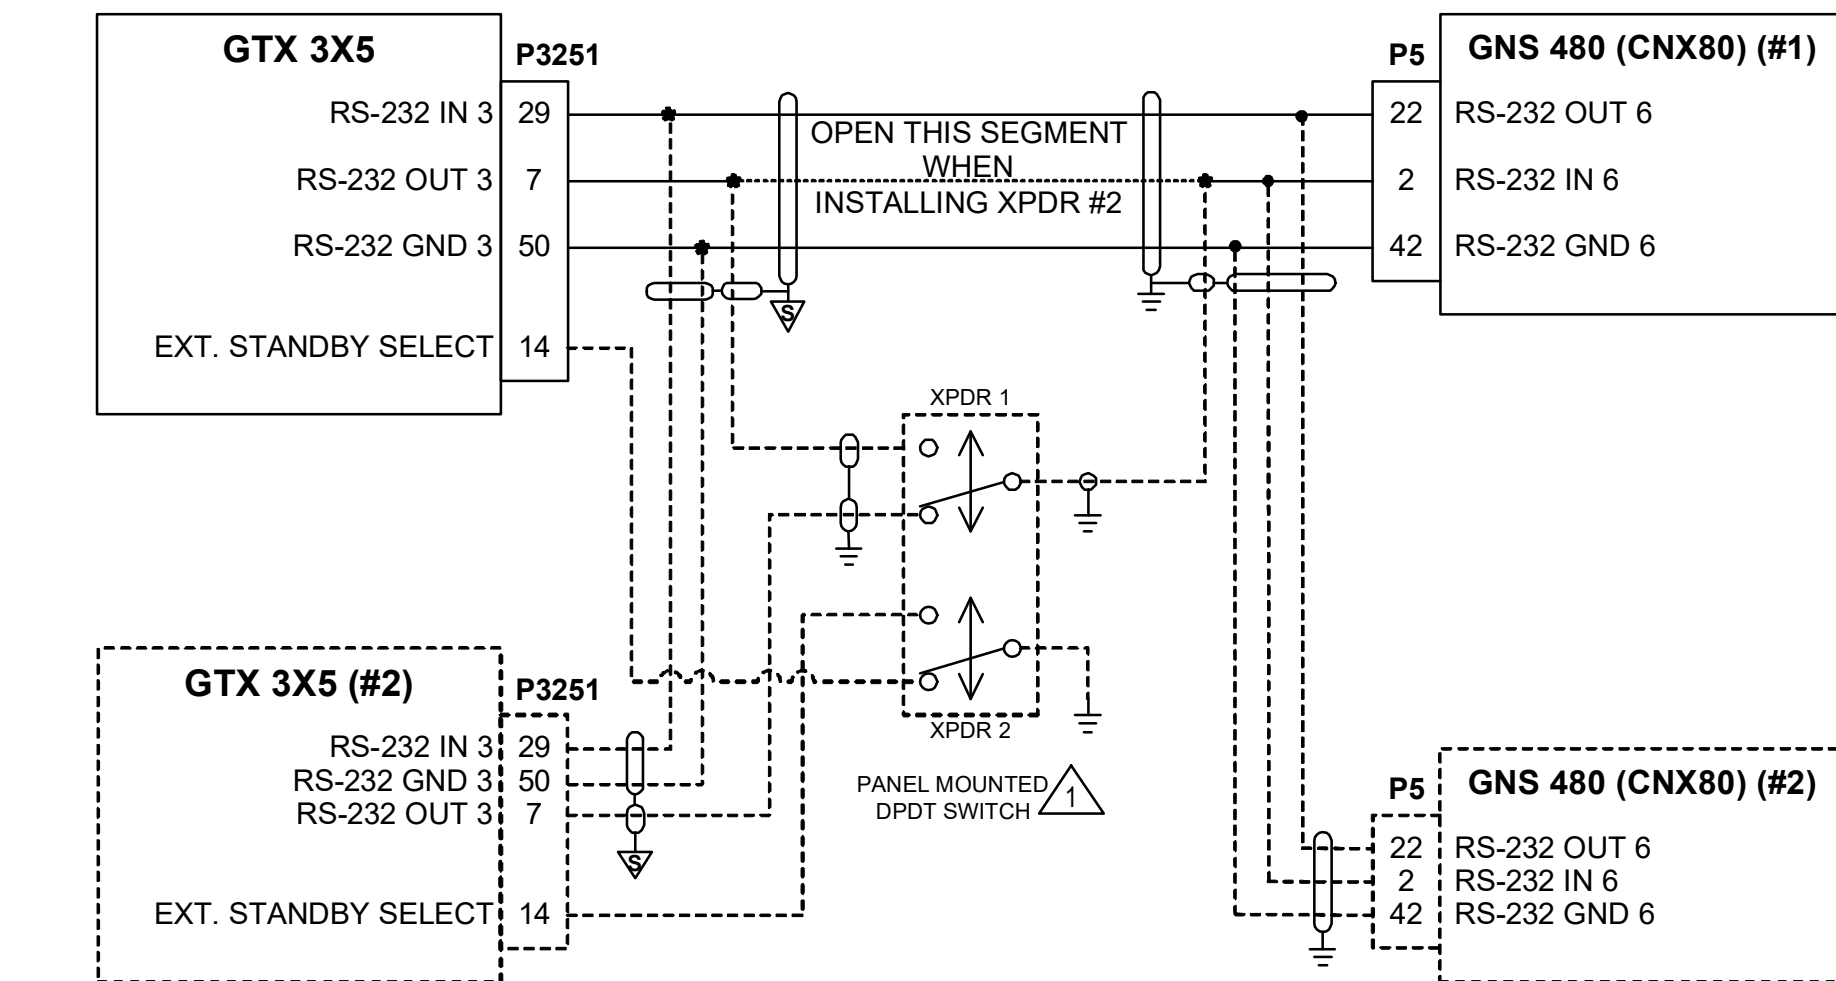 GTX 3X5
P3251
RS-232 IN 3 29
RS-232 OUT 3 7
RS-232 GND 3 50
EXT. STANDBY SELECT 14
OPEN THIS SEGMENT
WHEN
INSTALLING XPDR #2
S
P5
GNS 480 (CNX80) (#1)
22 RS-232 OUT 6
2 RS-232 IN 6
42 RS-232 GND 6
XPDR 1
XPDR 2
PANEL MOUNTED
DPDT SWITCH
1
GTX 3X5 (#2)
P3251
RS-232 IN 3 29
RS-232 GND 3 50
RS-232 OUT 3 7
S
EXT. STANDBY SELECT 14
P5
GNS 480 (CNX80) (#2)
22 RS-232 OUT 6
2 RS-232 IN 6
42 RS-232 GND 6